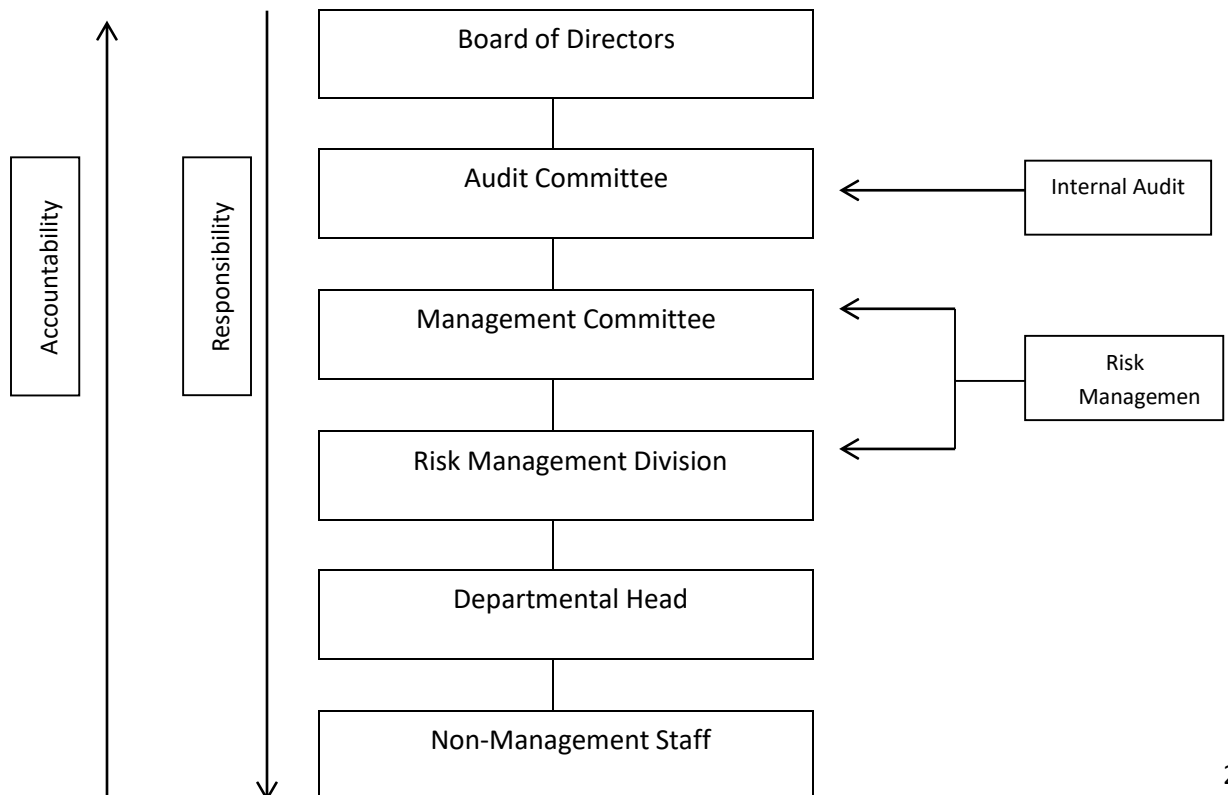 Board of Directors
Audit Committee
Internal Audit
Accountability
Responsibility
Management Committee
Risk
Managemen
Risk Management Division
Departmental Head
Non-Management Staff
2